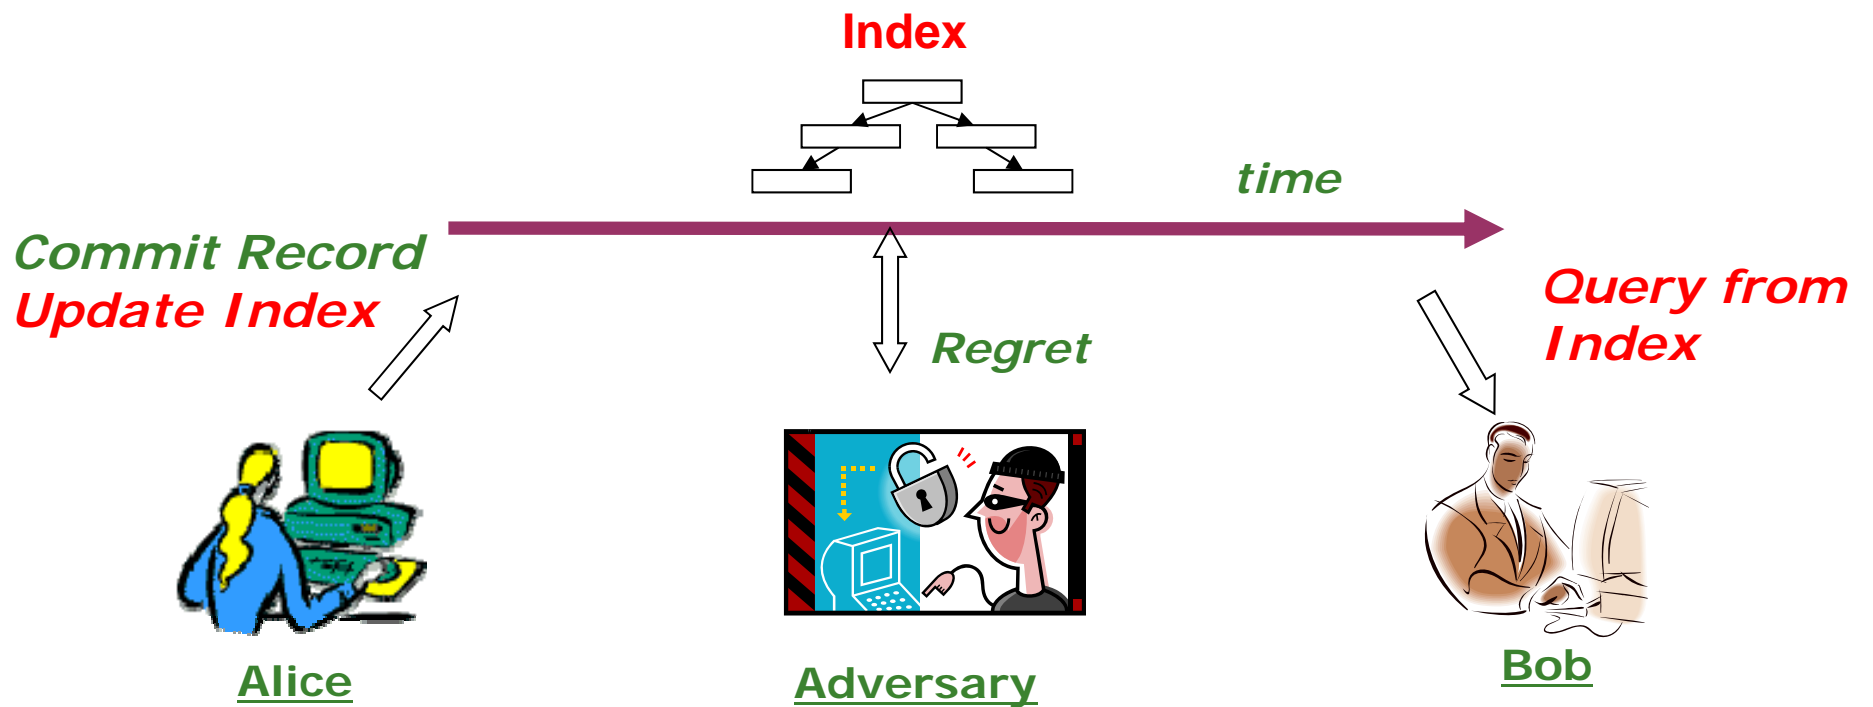 Index
time
Commit Record
Update Index
Query from
Index
Regret
Alice
Adversary
Bob